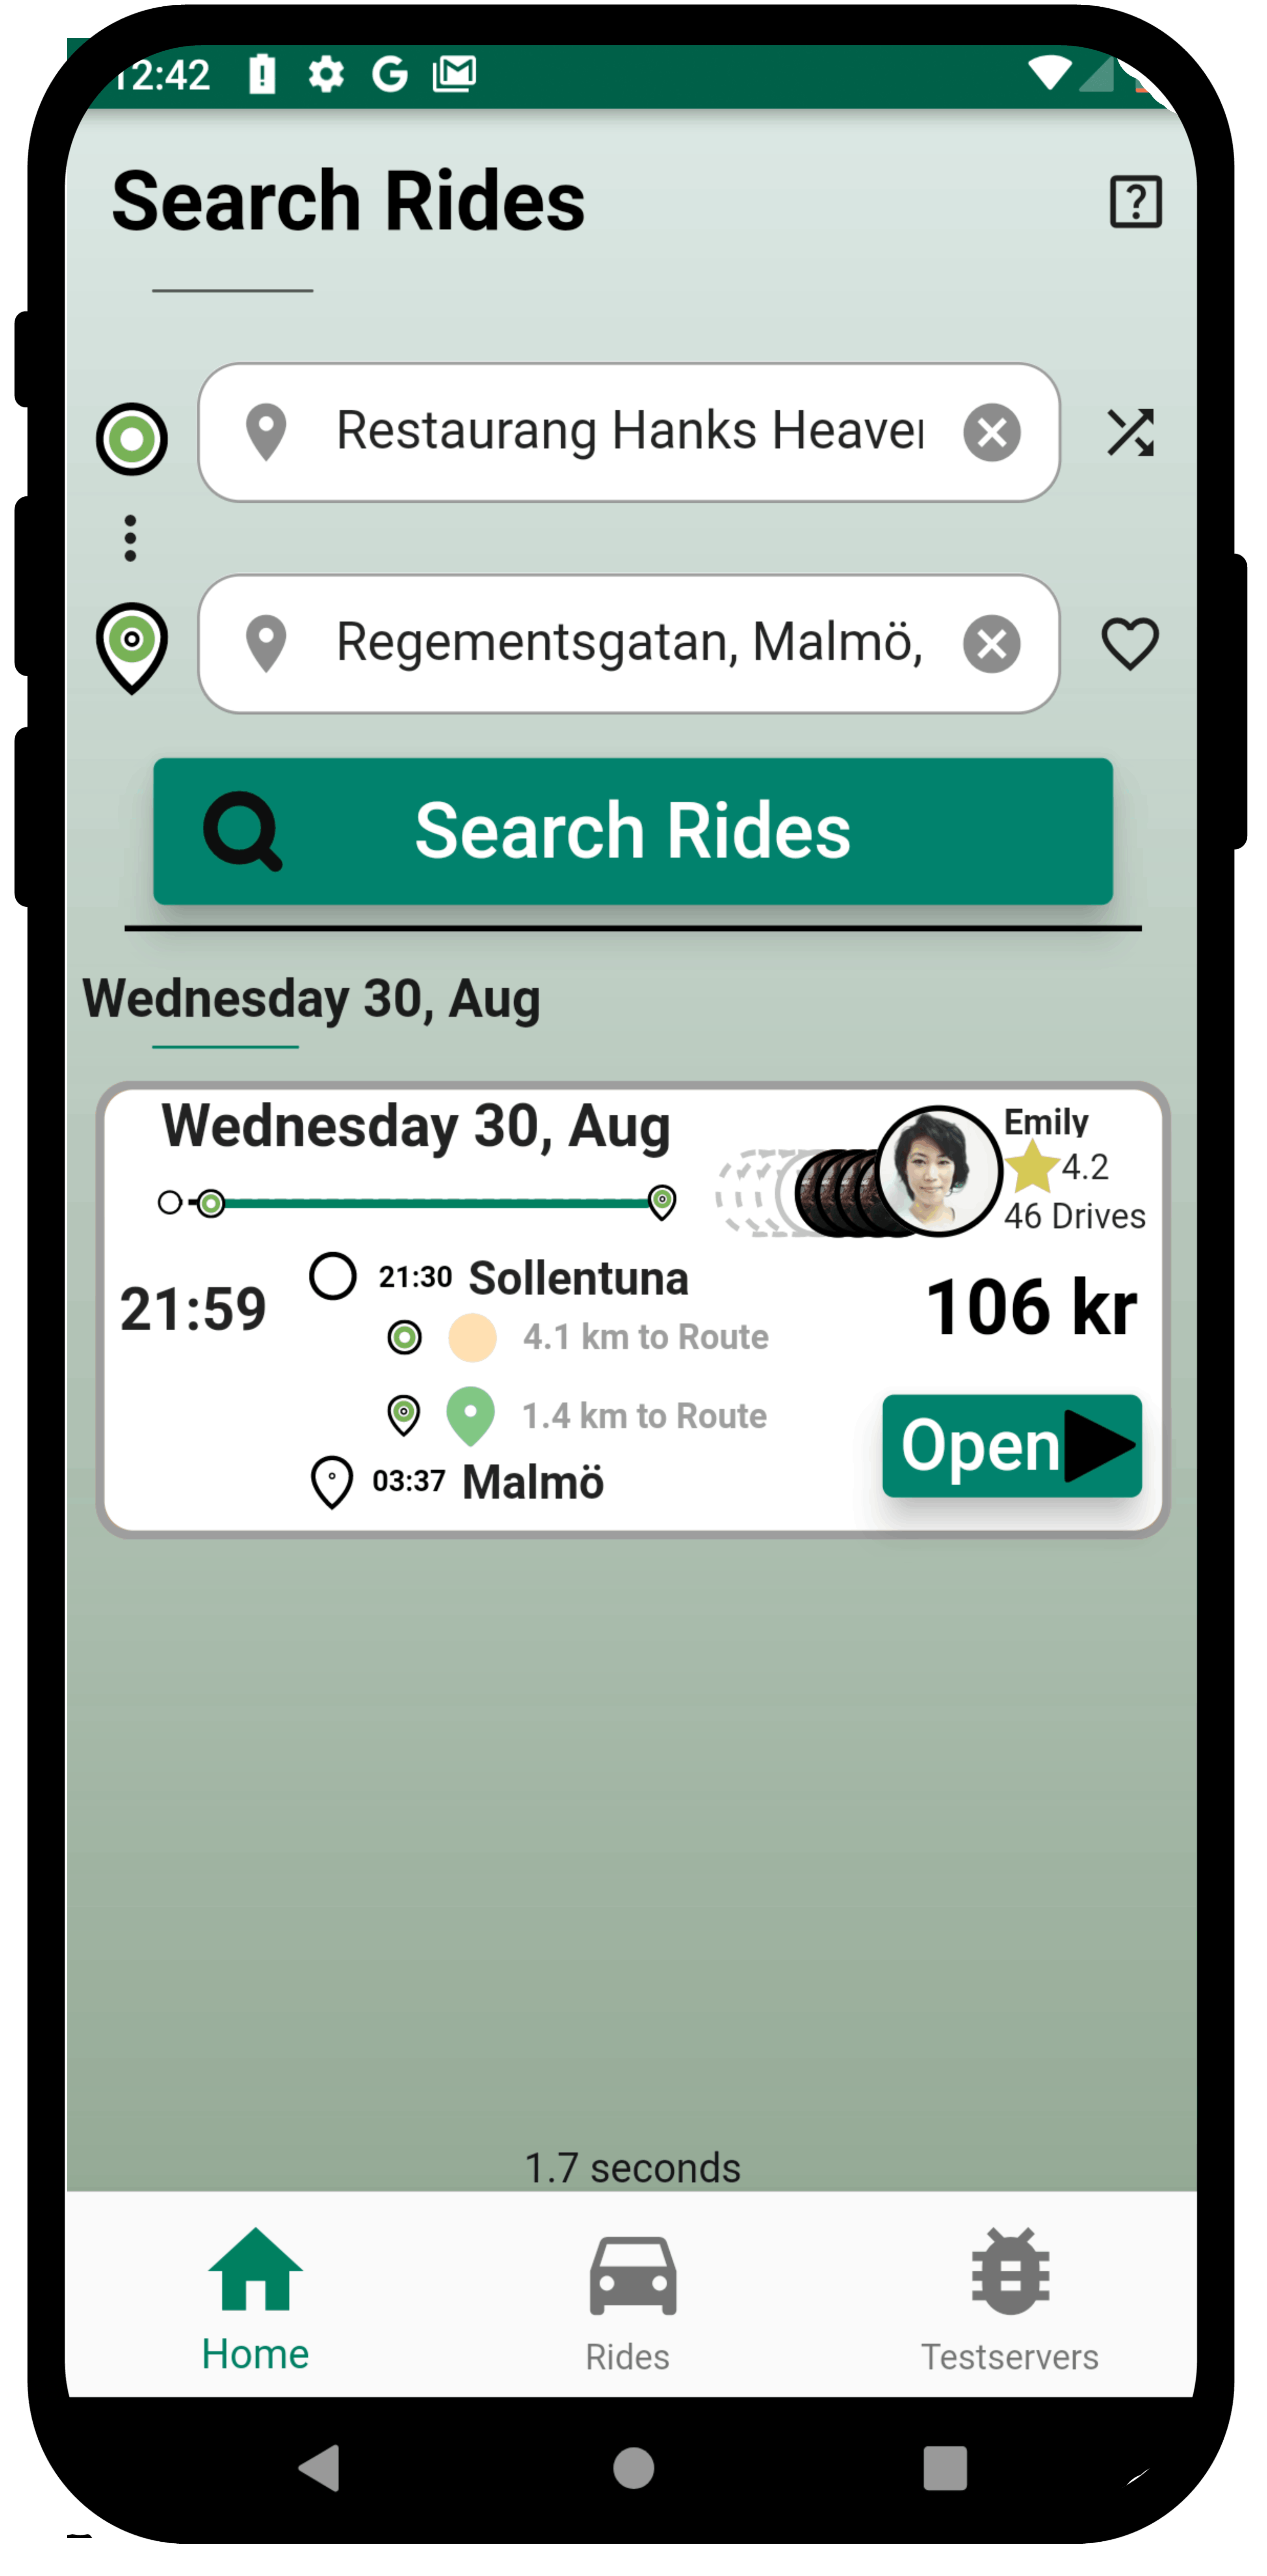 12:42
Search Rides
Restaurang Hanks Heaven
Regementsgatan, Malmö,
Search Rides
Wednesday 30, Aug
Wednesday 30, Aug
Emily
4.2
46 Drives
21:30 Sollentuna
21:59
106 kr
4.1 km to Route
1.4 km to Route
Open
03:37 Malmö
1.7 seconds
Home
Rides
Testservers